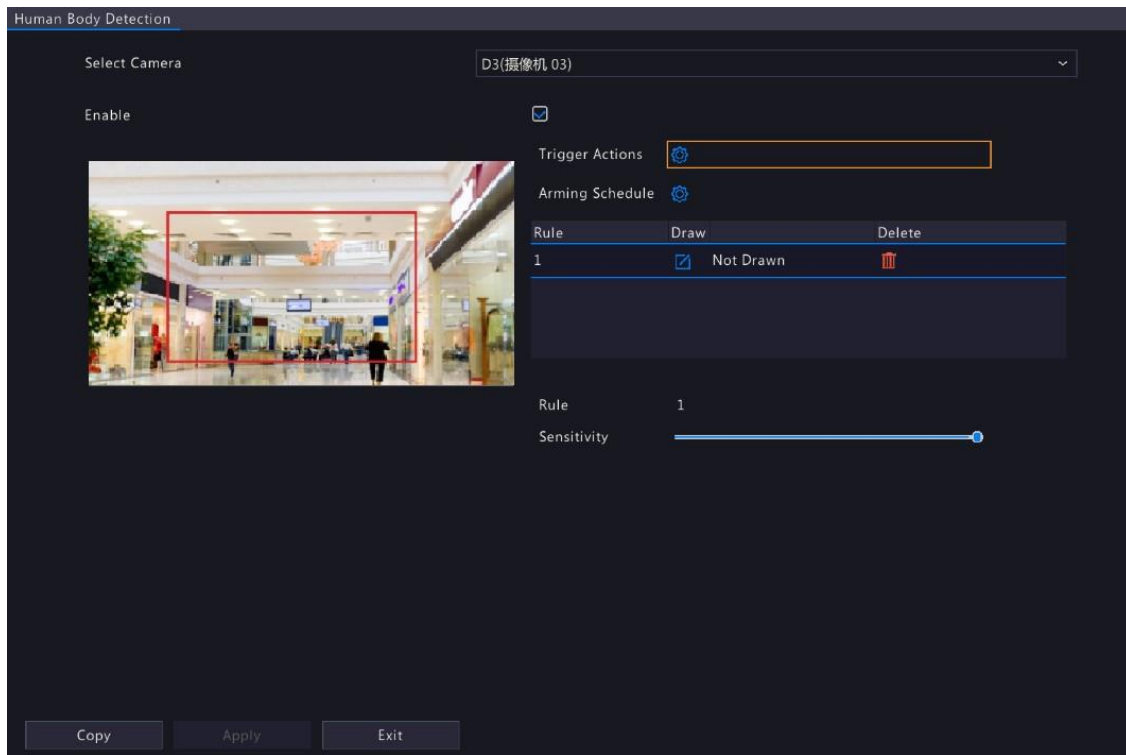 Human Body Detection
Select Camera D3(摄像机 03)
Enable
Trigger Actions
Arming Schedule
Rule Draw Delete
1 Not Drawn
Rule 1
Sensitivity
Copy Apply Exit